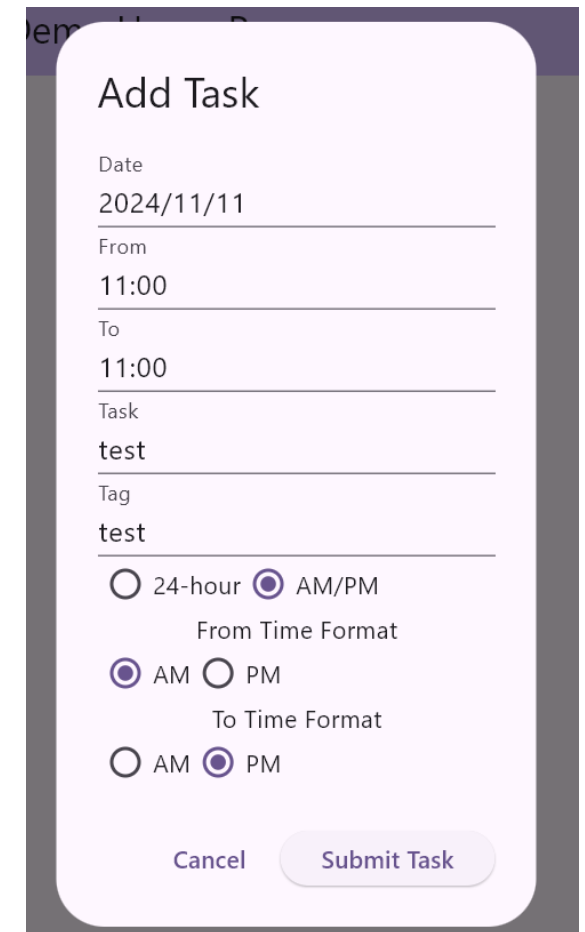 Add Task
Date
2024/11/11
From
11:00
To
11:00
Task
test
Tag
test
24-hour AM/PM
From Time Format
AM PM
To Time Format
AM PM
Cancel Submit Task